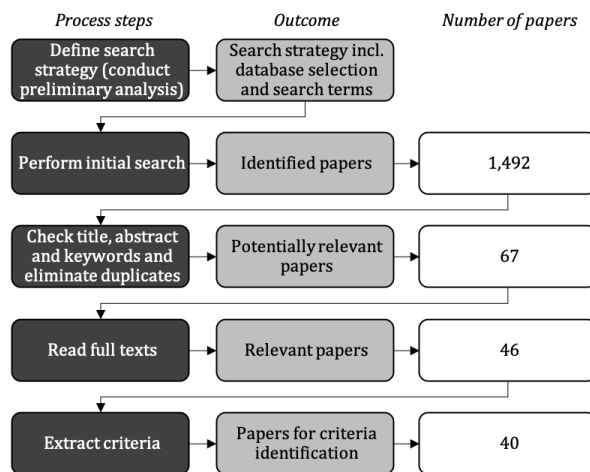 Process steps
Outcome
Number of papers
Define search
strategy (conduct
preliminary analysis)
Search strategy incl.
database selection
and search terms
Perform initial search
Identified papers
1,492
Check title, abstract
and keywords and
eliminate duplicates
Potentially relevant
papers
67
Read full texts
Relevant papers
46
Extract criteria
Papers for criteria
identification
40